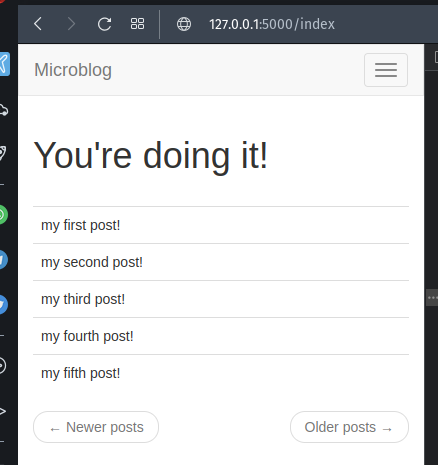 127.0.0.1:5000/index
Microblog
You're doing it!
my first post!
my second post!
my third post!
my fourth post!
my fifth post!
← Newer posts
Older posts →